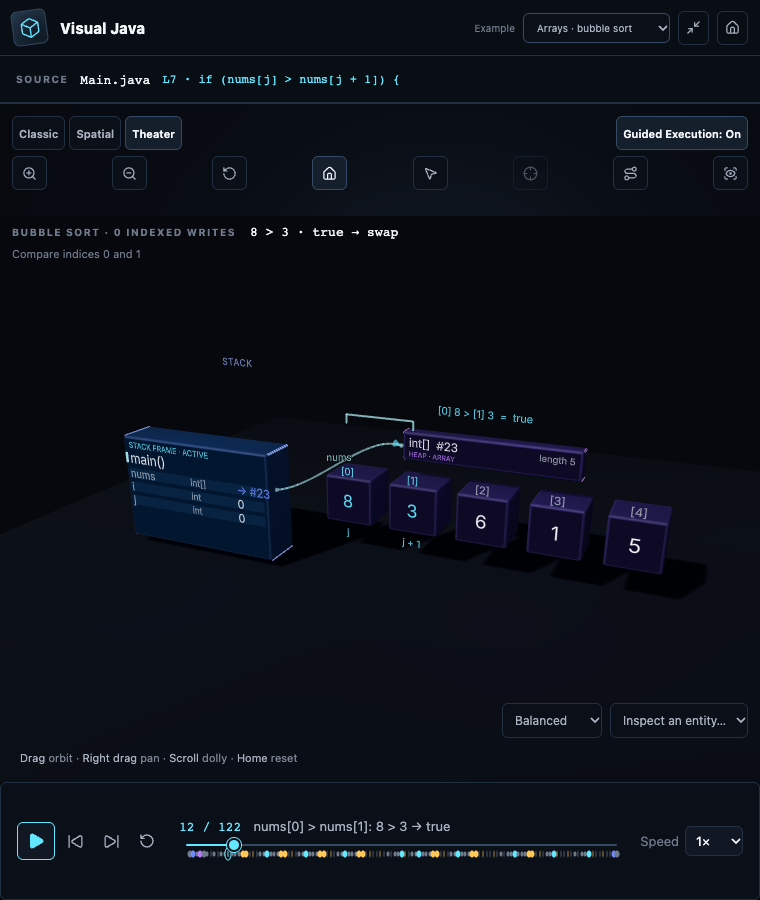 Visual Java
Example
Arrays · bubble sort
SOURCE Main.java L7 · if (nums[j] > nums[j + 1]) {
Classic
Spatial
Theater
Guided Execution: On
BUBBLE SORT · 0 INDEXED WRITES 8 > 3 · true → swap
Compare indices 0 and 1
STACK
[0] 8 > [1] 3 = true
STACK FRAME · ACTIVE
main()
nums int[] → #23
i int 0
j int 0
nums
int[] #23
HEAP · ARRAY
length 5
[0] [1] [2] [3] [4]
8 3 6 1 5
j
j + 1
Balanced
Inspect an entity...
Drag orbit · Right drag pan · Scroll dolly · Home reset
12 / 122 nums[0] > nums[1]: 8 > 3 → true
Speed
1×